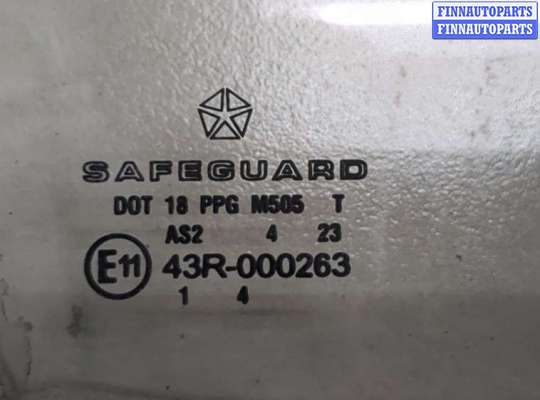 FINNAUTOPARTS
FINNAUTOPARTS
SAFEGUARD
DOT 18 PPG M505 T
AS2 4 23
E11 43R-000263
1 4